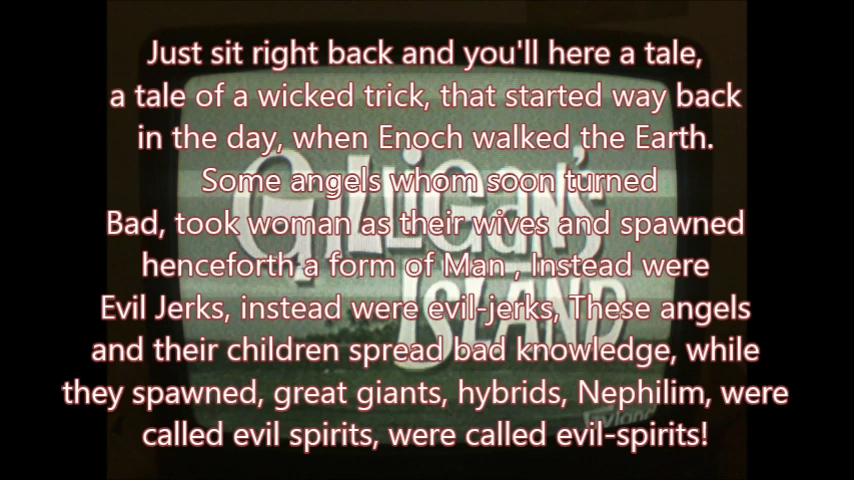 Just sit right back and you'll here a tale,
a tale of a wicked trick, that started way back
in the day, when Enoch walked the Earth.
Some angels whom soon turned
Bad, took woman as their wives and spawned
henceforth a form of Man , Instead were
Evil Jerks, instead were evil-jerks, These angels
and their children spread bad knowledge, while
they spawned, great giants, hybrids, Nephilim, were
called evil spirits, were called evil-spirits!
GiLLiGaN'S
ISLAND